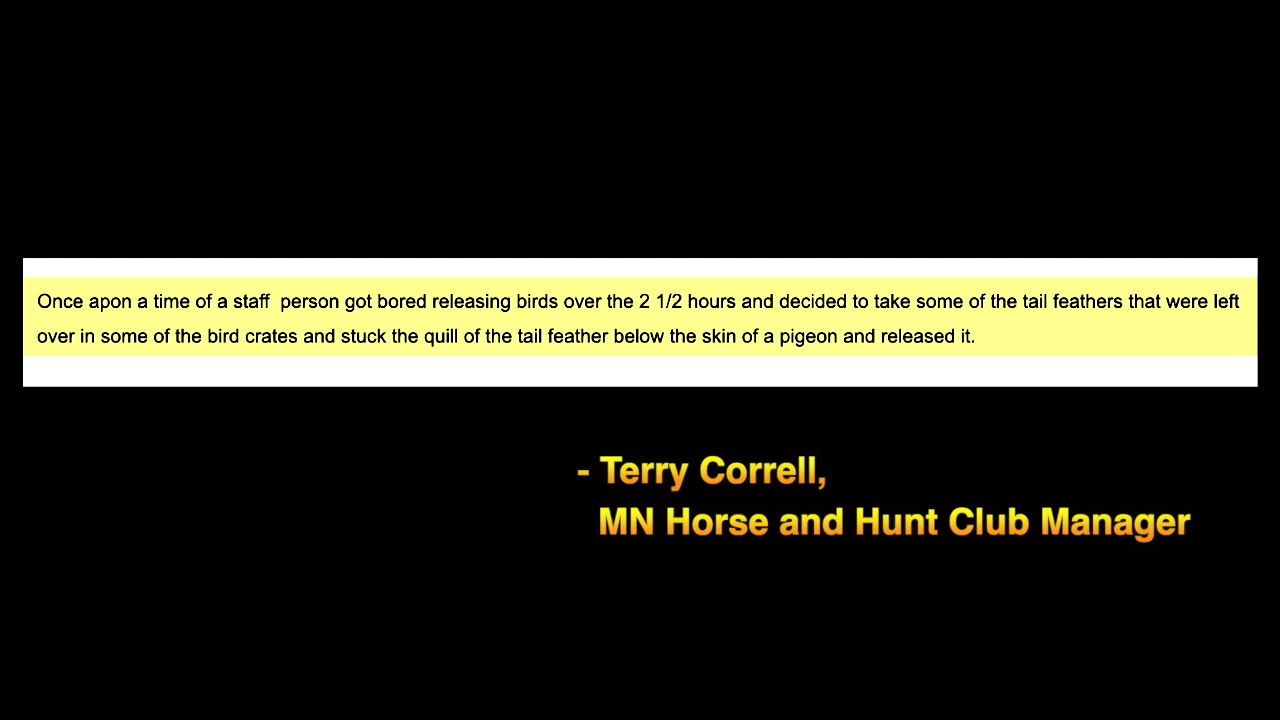 Once apon a time of a staff  person got bored releasing birds over the 2 1/2 hours and decided to take some of the tail feathers that were left
over in some of the bird crates and stuck the quill of the tail feather below the skin of a pigeon and released it.
- Terry Correll,
MN Horse and Hunt Club Manager